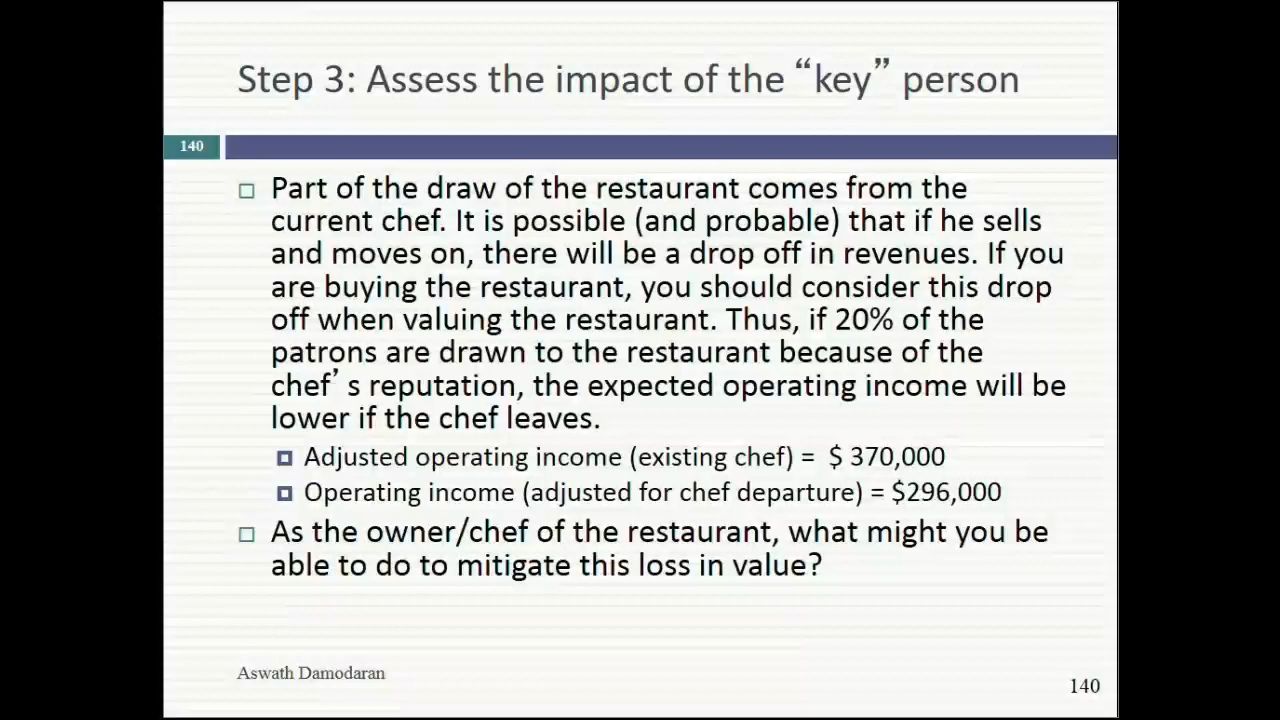 Step 3: Assess the impact of the “key” person
140
Part of the draw of the restaurant comes from the
current chef. It is possible (and probable) that if he sells
and moves on, there will be a drop off in revenues. If you
are buying the restaurant, you should consider this drop
off when valuing the restaurant. Thus, if 20% of the
patrons are drawn to the restaurant because of the
chef’ s reputation, the expected operating income will be
lower if the chef leaves.
Adjusted operating income (existing chef) = $ 370,000
Operating income (adjusted for chef departure) = $296,000
As the owner/chef of the restaurant, what might you be
able to do to mitigate this loss in value?
Aswath Damodaran
140